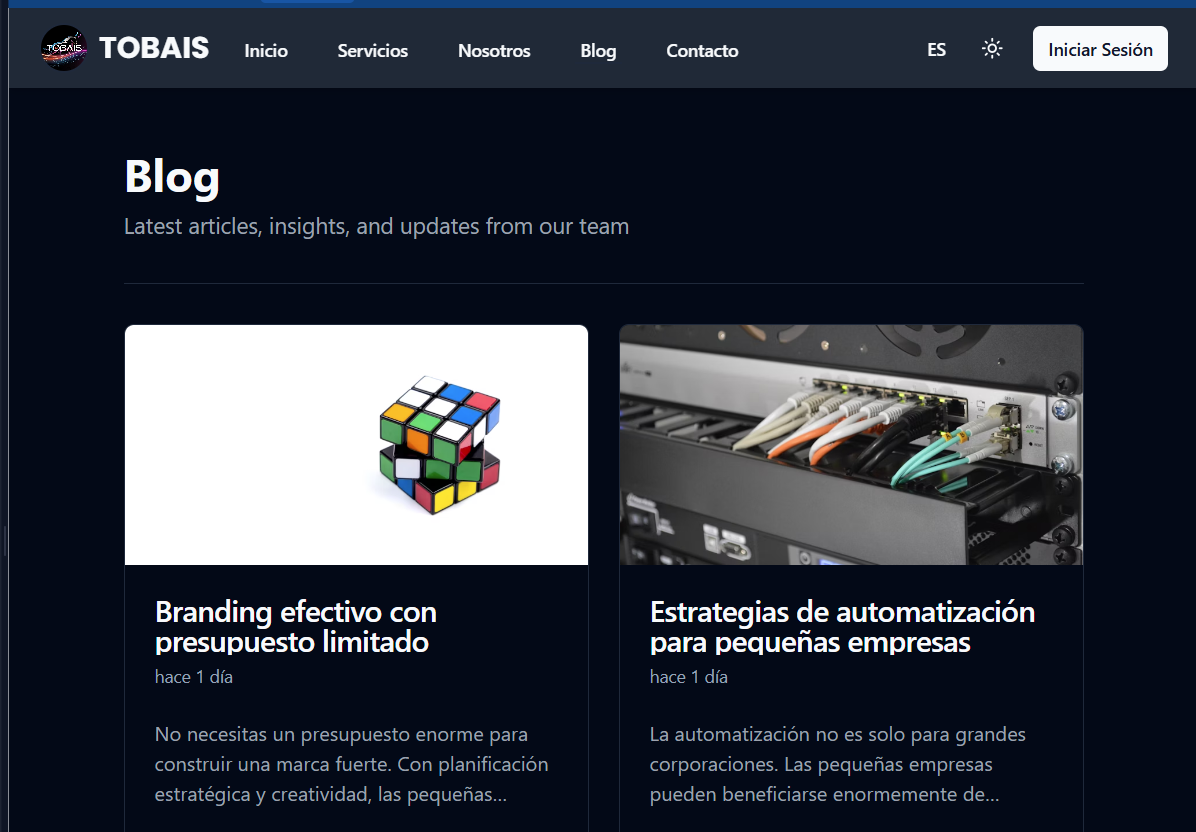 TOBAIS TOBAIS Inicio Servicios Nosotros Blog Contacto ES Iniciar Sesión
Blog
Latest articles, insights, and updates from our team
Branding efectivo con
presupuesto limitado
hace 1 día
No necesitas un presupuesto enorme para
construir una marca fuerte. Con planificación
estratégica y creatividad, las pequeñas...
Estrategias de automatización
para pequeñas empresas
hace 1 día
La automatización no es solo para grandes
corporaciones. Las pequeñas empresas
pueden beneficiarse enormemente de...